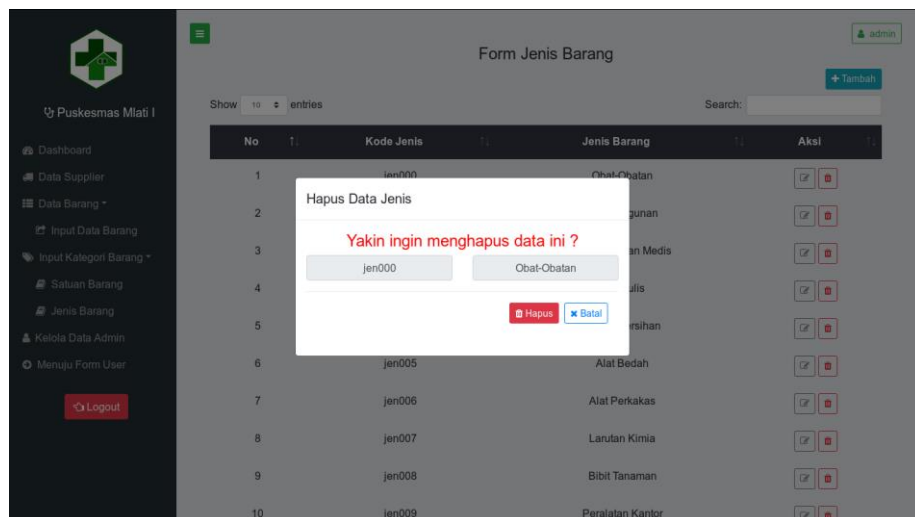 admin
Form Jenis Barang
Tambah
Puskesmas Mlati I
Show 10 entries Search:
No Kode Jenis Jenis Barang Aksi
Dashboard
Data Supplier
Data Barang
Input Data Barang
Input Kategori Barang
Satuan Barang
Jenis Barang
Kelola Data Admin
Menuju Form User
Logout
1 jen000 Obat-Obatan
2 gunan
3 an Medis
4 ulis
5 rsihan
6 jen005 Alat Bedah
7 jen006 Alat Perkakas
8 jen007 Larutan Kimia
9 jen008 Bibit Tanaman
10 jen009 Peralatan Kantor
Hapus Data Jenis
Yakin ingin menghapus data ini ?
jen000 Obat-Obatan
Hapus Batal